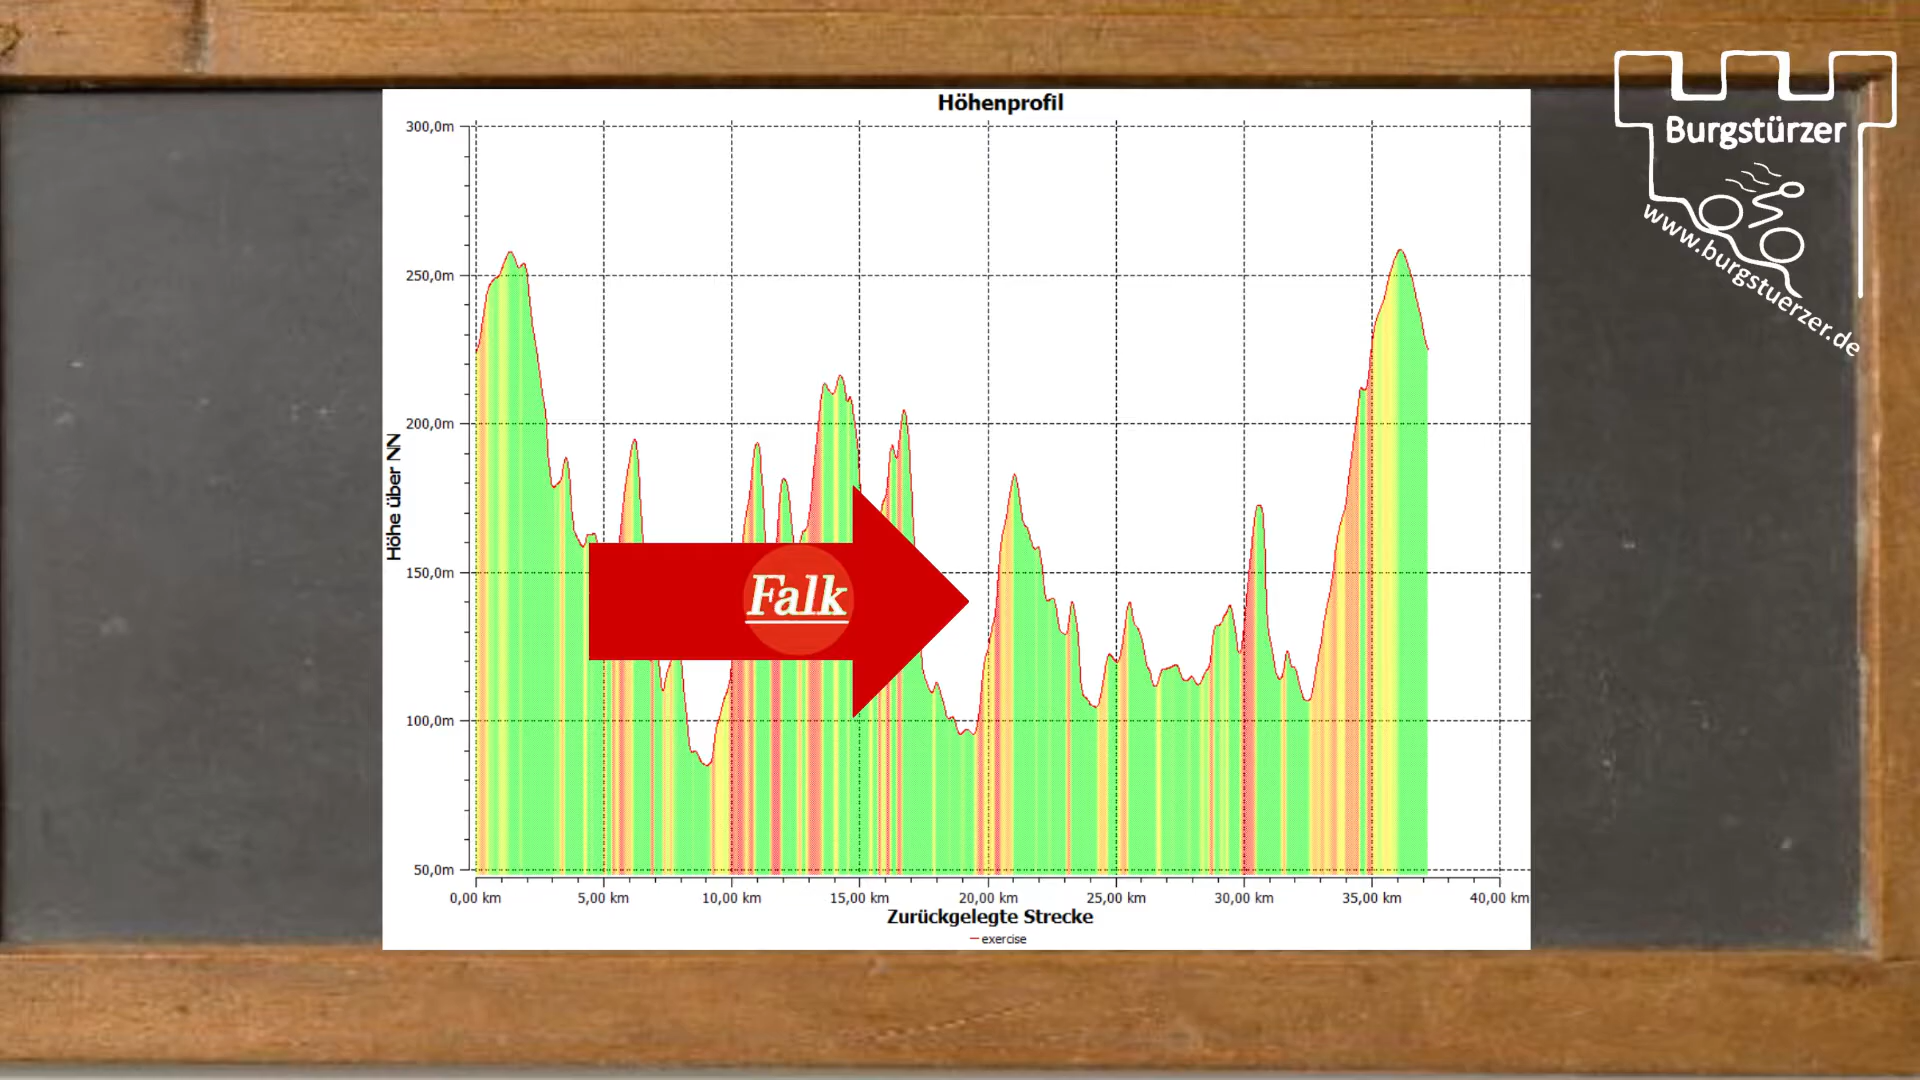 Höhenprofil
300,0m
250,0m
200,0m
150,0m
100,0m
50,0m
Höhe über NN
0,00 km 5,00 km 10,00 km 15,00 km 20,00 km 25,00 km 30,00 km 35,00 km 40,00 km
Zurückgelegte Strecke
exercise
Falk
Burgstürzer
www.burgstuerzer.de